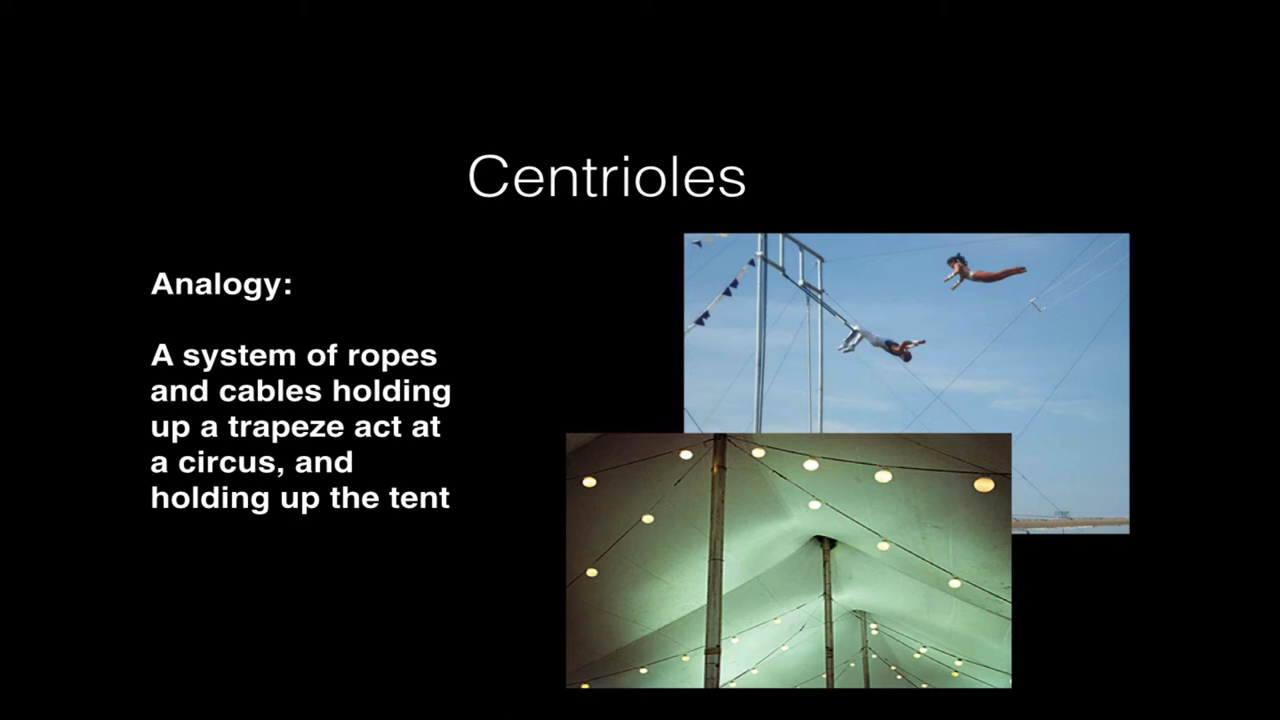 Centrioles
Analogy:
A system of ropes
and cables holding
up a trapeze act at
a circus, and
holding up the tent